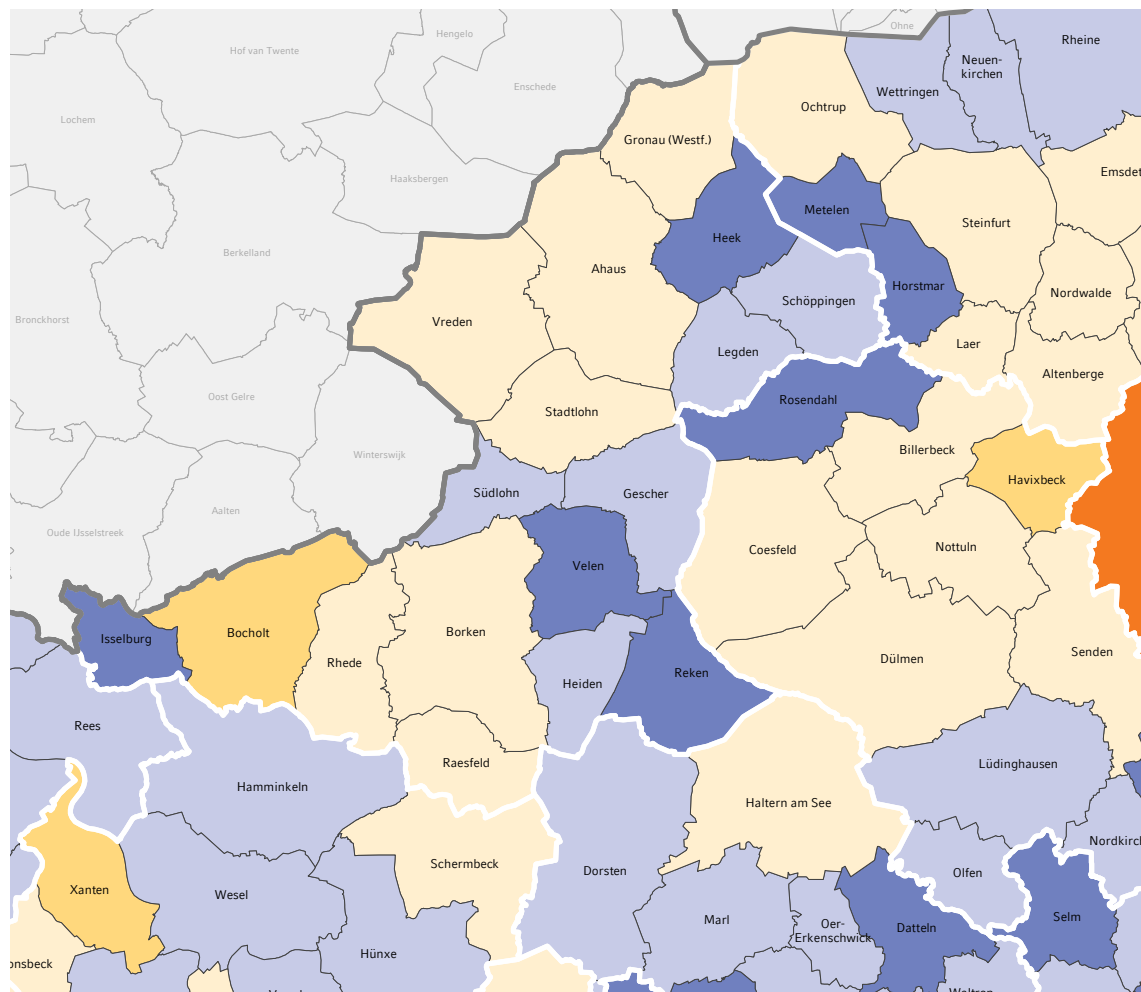 Ohne
Hengelo
Rheine
Hof van Twente
Neuen-
kirchen
Enschede
Wettringen
Ochtrup
Lochem
Gronau (Westf.)
Emsdet
Haaksbergen
Metelen
Steinfurt
Heek
Berkelland
Ahaus
Horstmar
Nordwalde
Schöppingen
Bronckhorst
Vreden
Laer
Legden
Altenberge
Oost Gelre
Rosendahl
Stadtlohn
Billerbeck
Winterswijk
Havixbeck
Südlohn
Gescher
Aalten
Oude IJsselstreek
Nottuln
Coesfeld
Velen
Bocholt
Borken
Isselburg
Senden
Dülmen
Rhede
Reken
Heiden
Rees
Raesfeld
Lüdinghausen
Hamminkeln
Haltern am See
Nordkirch
Schermbeck
Dorsten
Olfen
Xanten
Wesel
Selm
Marl
Oer-
Erkenschwick
Datteln
Hünxe
onsbeck